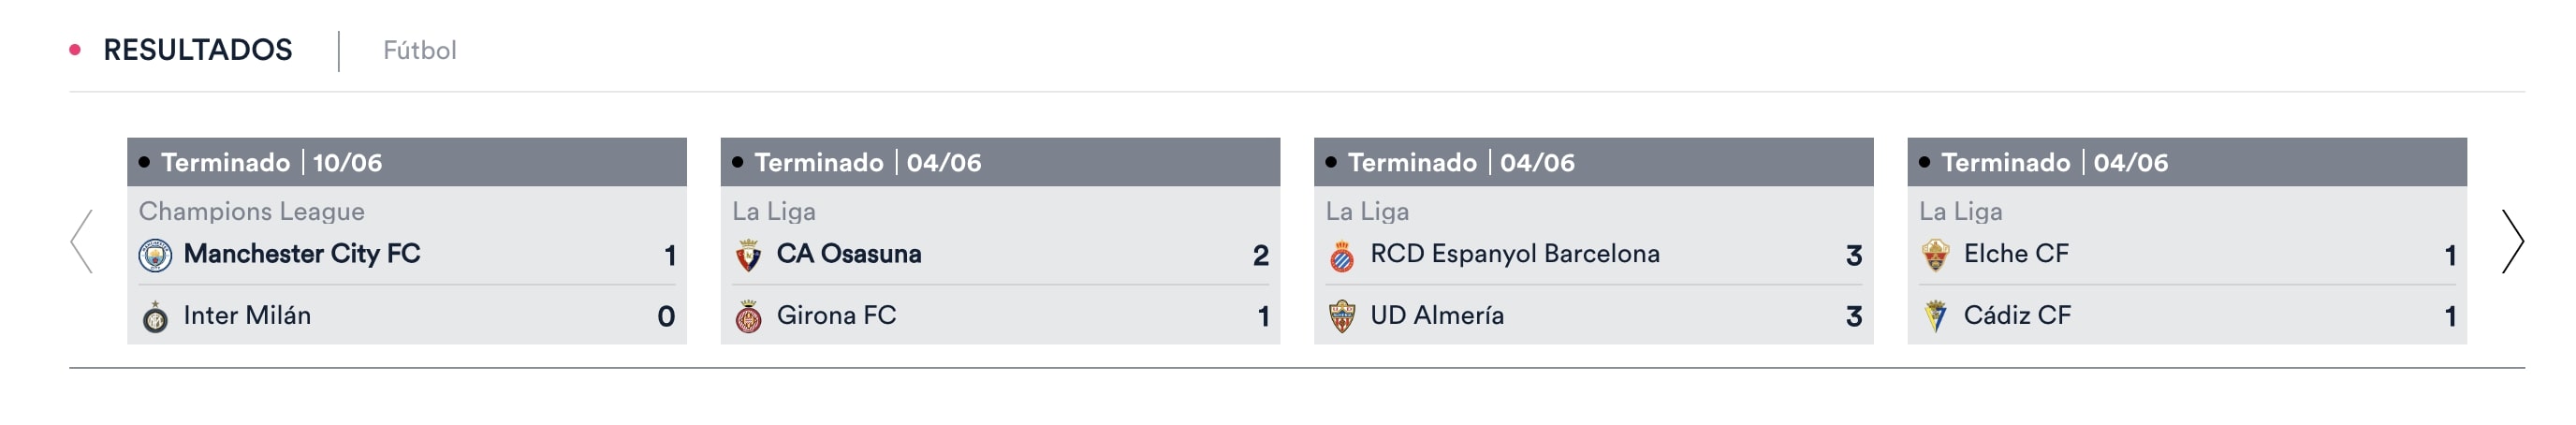 RESULTADOS
Fútbol
Terminado | 10/06
Champions League
Manchester City FC 1
Inter Milán 0
Terminado | 04/06
La Liga
CA Osasuna 2
Girona FC 1
Terminado | 04/06
La Liga
RCD Espanyol Barcelona 3
UD Almería 3
Terminado | 04/06
La Liga
Elche CF 1
Cádiz CF 1